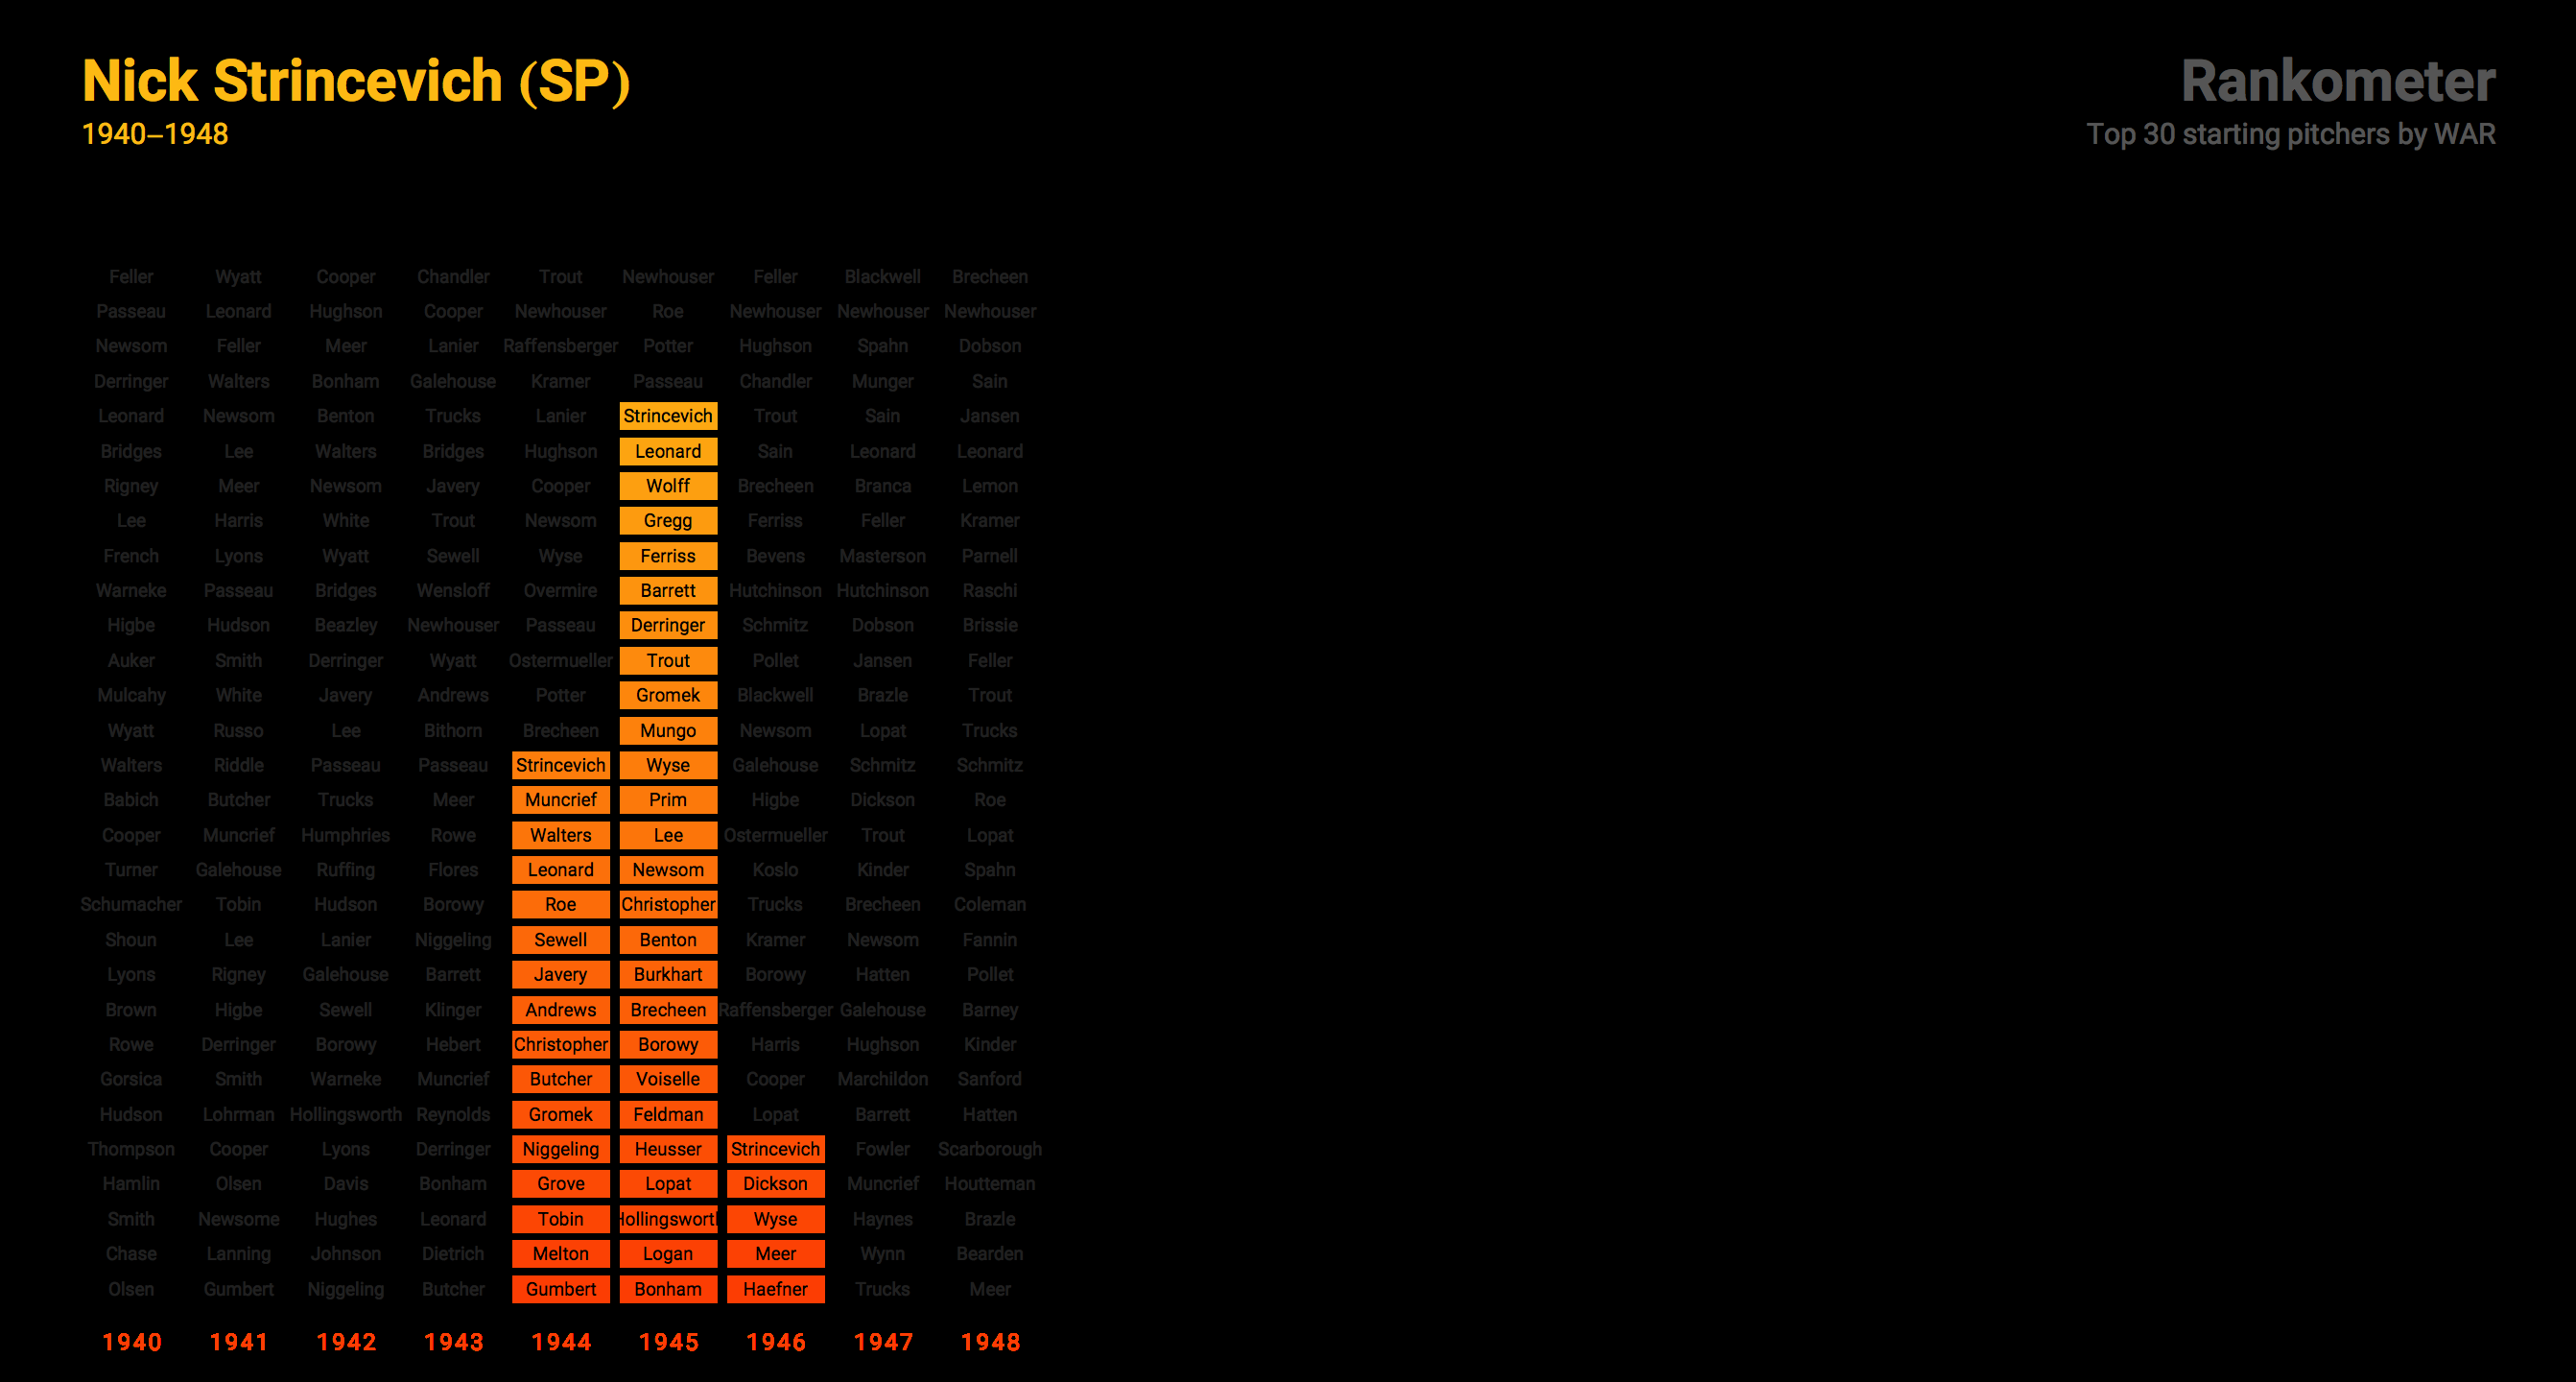 Nick Strincevich (SP)
1940–1948
Rankometer
Top 30 starting pitchers by WAR
Feller Wyatt Cooper Chandler Trout Newhouser Feller Blackwell Brecheen
Passeau Leonard Hughson Cooper Newhouser Roe Newhouser Newhouser Newhouser
Newsom Feller Meer Lanier Raffensberger Potter Hughson Spahn Dobson
Derringer Walters Bonham Galehouse Kramer Passeau Chandler Munger Sain
Leonard Newsom Benton Trucks Lanier Strincevich Trout Sain Jansen
Bridges Lee Walters Bridges Hughson Leonard Sain Leonard Leonard
Rigney Meer Newsom Javery Cooper Wolff Brecheen Branca Lemon
Lee Harris White Trout Newsom Gregg Ferriss Feller Kramer
French Lyons Wyatt Sewell Wyse Ferriss Bevens Masterson Parnell
Warneke Passeau Bridges Wensloff Overmire Barrett Hutchinson Hutchinson Raschi
Higbe Hudson Beazley Newhouser Passeau Derringer Schmitz Dobson Brissie
Auker Smith Derringer Wyatt Ostermueller Trout Pollet Jansen Feller
Mulcahy White Javery Andrews Potter Gromek Blackwell Brazle Trout
Wyatt Russo Lee Bithorn Brecheen Mungo Newsom Lopat Trucks
Walters Riddle Passeau Passeau Strincevich Wyse Galehouse Schmitz Schmitz
Babich Butcher Trucks Meer Muncrief Prim Higbe Dickson Roe
Cooper Muncrief Humphries Rowe Walters Lee Ostermueller Trout Lopat
Turner Galehouse Ruffing Flores Leonard Newsom Koslo Kinder Spahn
Schumacher Tobin Hudson Borowy Roe Christopher Trucks Brecheen Coleman
Shoun Lee Lanier Niggeling Sewell Benton Kramer Newsom Fannin
Lyons Rigney Galehouse Barrett Javery Burkhart Borowy Hatten Pollet
Brown Higbe Sewell Klinger Andrews Brecheen Raffensberger Galehouse Barney
Rowe Derringer Borowy Hebert Christopher Borowy Harris Hughson Kinder
Gorsica Smith Warneke Muncrief Butcher Voiselle Cooper Marchildon Sanford
Hudson Lohrman Hollingsworth Reynolds Gromek Feldman Lopat Barrett Hatten
Thompson Cooper Lyons Derringer Niggeling Heusser Strincevich Fowler Scarborough
Hamlin Olsen Davis Bonham Grove Lopat Dickson Muncrief Houtteman
Smith Newsome Hughes Leonard Tobin Hollingsworth Wyse Haynes Brazle
Chase Lanning Johnson Dietrich Melton Logan Meer Wynn Bearden
Olsen Gumbert Niggeling Butcher Gumbert Bonham Haefner Trucks Meer
1940 1941 1942 1943 1944 1945 1946 1947 1948